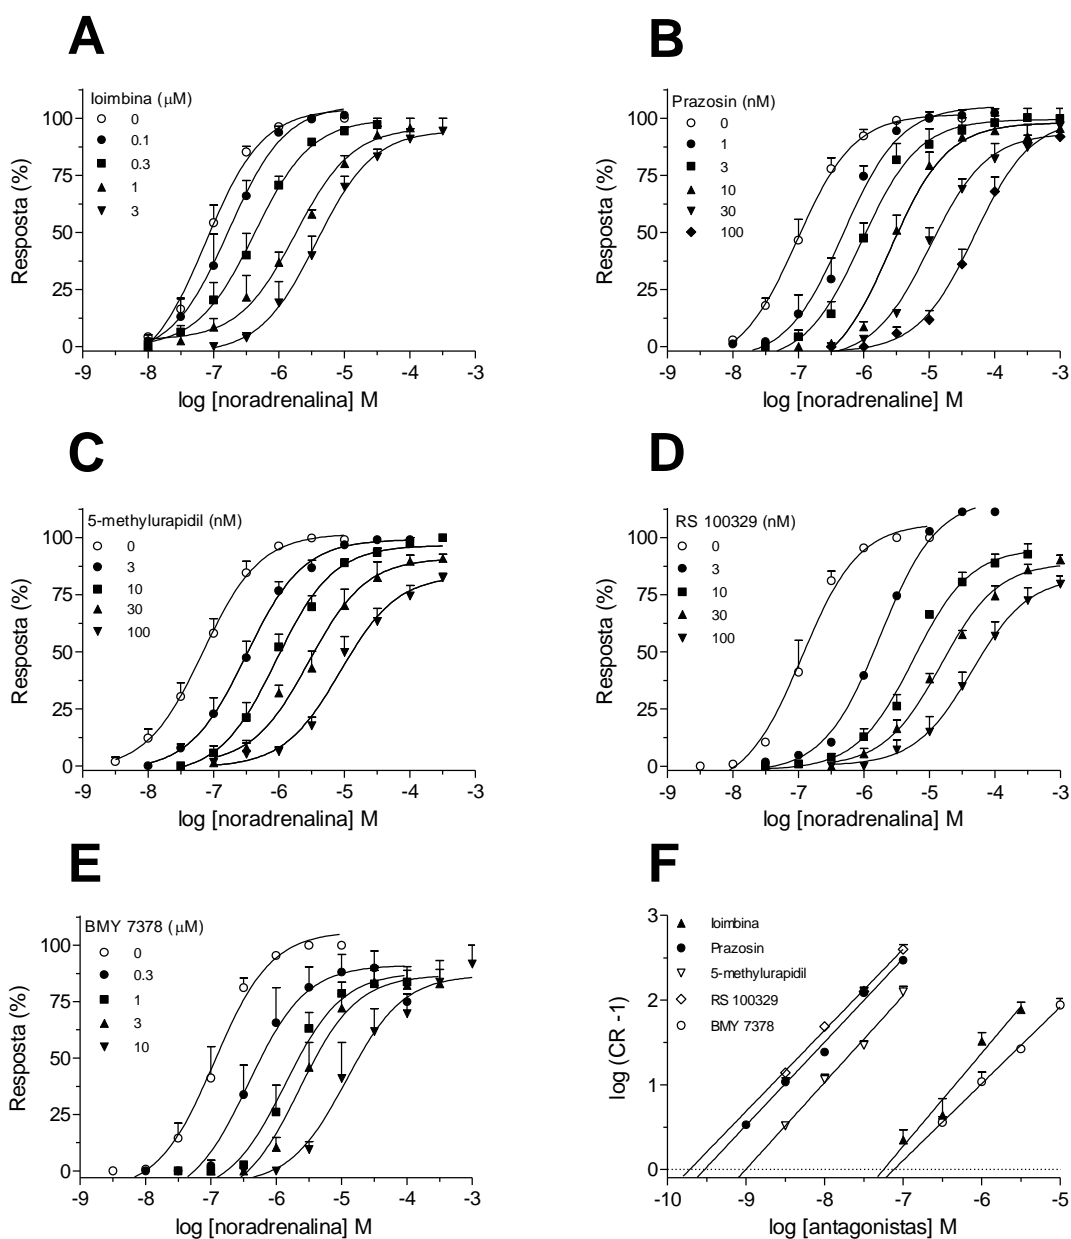 A
Ioimbina (μM)
0
0.1
0.3
1
3
100
75
50
25
0
Resposta (%)
-9 -8 -7 -6 -5 -4 -3
log [noradrenalina] M
B
Prazosin (nM)
0
1
3
10
30
100
100
75
50
25
0
Resposta (%)
-9 -8 -7 -6 -5 -4 -3
log [noradrenaline] M
C
5-methylurapidil (nM)
0
3
10
30
100
100
75
50
25
0
Resposta (%)
-9 -8 -7 -6 -5 -4 -3
log [noradrenalina] M
D
RS 100329 (nM)
0
3
10
30
100
100
75
50
25
0
Resposta (%)
-9 -8 -7 -6 -5 -4 -3
log [noradrenalina] M
E
BMY 7378 (μM)
0
0.3
1
3
10
100
75
50
25
0
Resposta (%)
-9 -8 -7 -6 -5 -4 -3
log [noradrenalina] M
F
Ioimbina
Prazosin
5-methylurapidil
RS 100329
BMY 7378
3
2
1
0
log (CR -1)
-10 -9 -8 -7 -6 -5
log [antagonistas] M